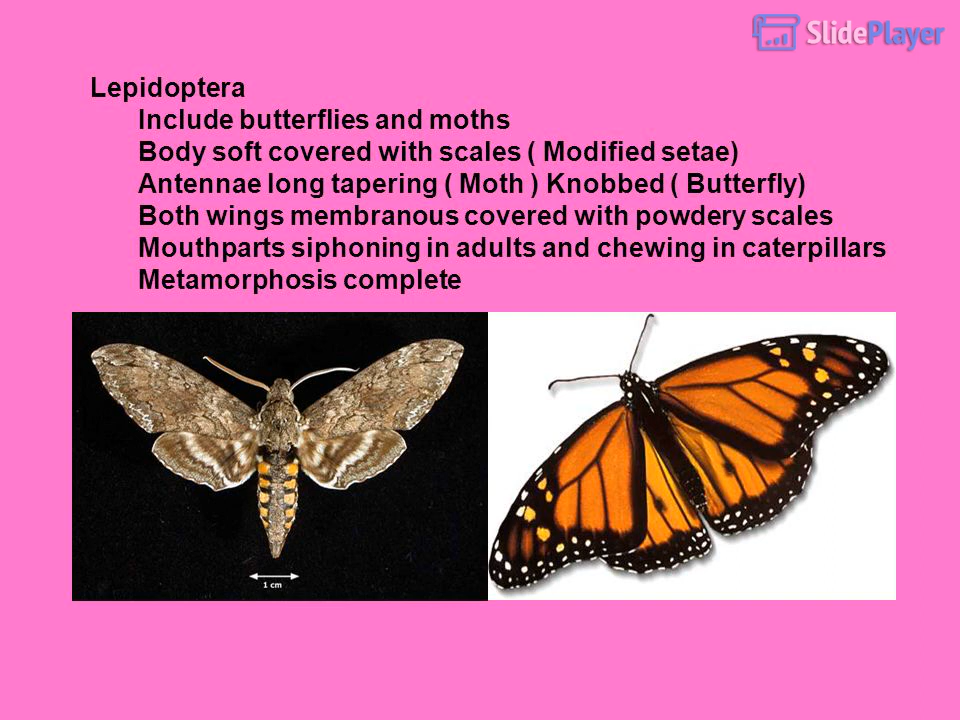 SlidePlayer
Lepidoptera
Include butterflies and moths
Body soft covered with scales ( Modified setae)
Antennae long tapering ( Moth ) Knobbed ( Butterfly)
Both wings membranous covered with powdery scales
Mouthparts siphoning in adults and chewing in caterpillars
Metamorphosis complete
1 cm